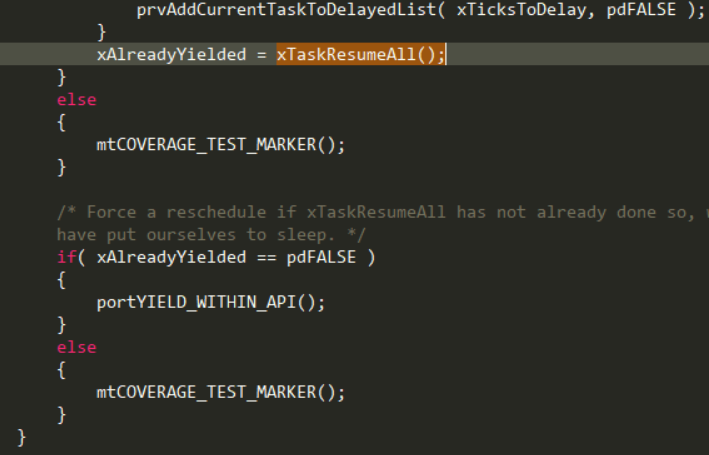 prvAddCurrentTaskToDelayedList( xTicksToDelay, pdFALSE );
}
xAlreadyYielded = xTaskResumeAll();
}
else
{
mtCOVERAGE_TEST_MARKER();
}
/* Force a reschedule if xTaskResumeAll has not already done so,
have put ourselves to sleep. */
if( xAlreadyYielded == pdFALSE )
{
portYIELD_WITHIN_API();
}
else
{
mtCOVERAGE_TEST_MARKER();
}
}